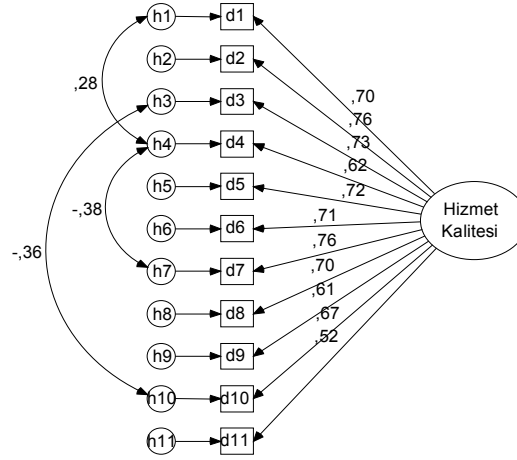 h1 d1
h2 d2
h3 d3
h4 d4
h5 d5
h6 d6
h7 d7
h8 d8
h9 d9
h10 d10
h11 d11
,28
-,38
-,36
,70
,76
,73
,62
,72
,71
,76
,70
,61
,67
,52
Hizmet
Kalitesi